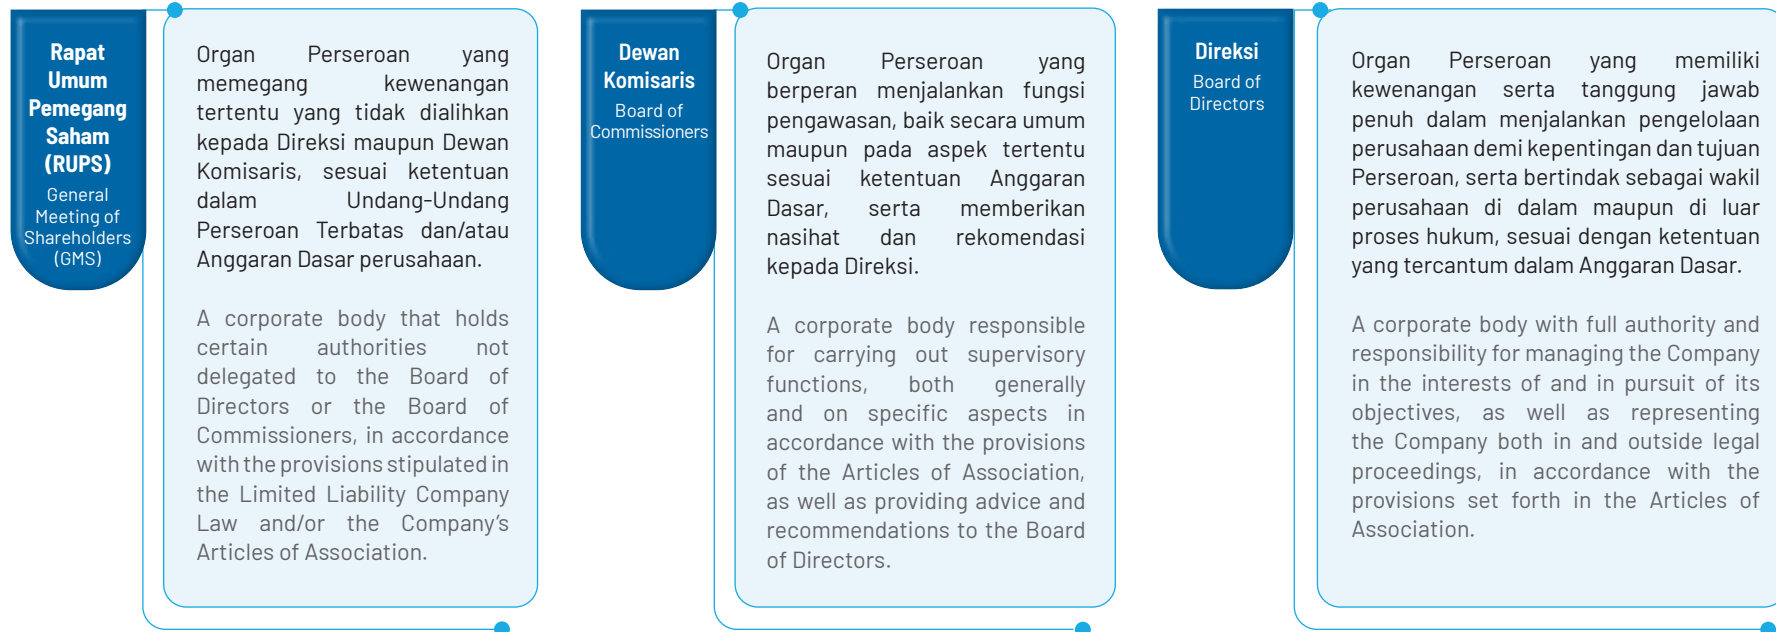 Rapat
Umum
Pemegang
Saham
(RUPS)
General
Meeting of
Shareholders
(GMS)
Organ Perseroan yang
memegang kewenangan
tertentu yang tidak dialihkan
kepada Direksi maupun Dewan
Komisaris, sesuai ketentuan
dalam Undang-Undang
Perseroan Terbatas dan/atau
Anggaran Dasar perusahaan.
A corporate body that holds
certain authorities not
delegated to the Board of
Directors or the Board of
Commissioners, in accordance
with the provisions stipulated in
the Limited Liability Company
Law and/or the Company’s
Articles of Association.
Dewan
Komisaris
Board of
Commissioners
Organ Perseroan yang
berperan menjalankan fungsi
pengawasan, baik secara umum
maupun pada aspek tertentu
sesuai ketentuan Anggaran
Dasar, serta memberikan
nasihat dan rekomendasi
kepada Direksi.
A corporate body responsible
for carrying out supervisory
functions, both generally
and on specific aspects in
accordance with the provisions
of the Articles of Association,
as well as providing advice and
recommendations to the Board
of Directors.
Direksi
Board of
Directors
Organ Perseroan yang memiliki
kewenangan serta tanggung jawab
penuh dalam menjalankan pengelolaan
perusahaan demi kepentingan dan tujuan
Perseroan, serta bertindak sebagai wakil
perusahaan di dalam maupun di luar
proses hukum, sesuai dengan ketentuan
yang tercantum dalam Anggaran Dasar.
A corporate body with full authority and
responsibility for managing the Company
in the interests of and in pursuit of its
objectives, as well as representing
the Company both in and outside legal
proceedings, in accordance with the
provisions set forth in the Articles of
Association.